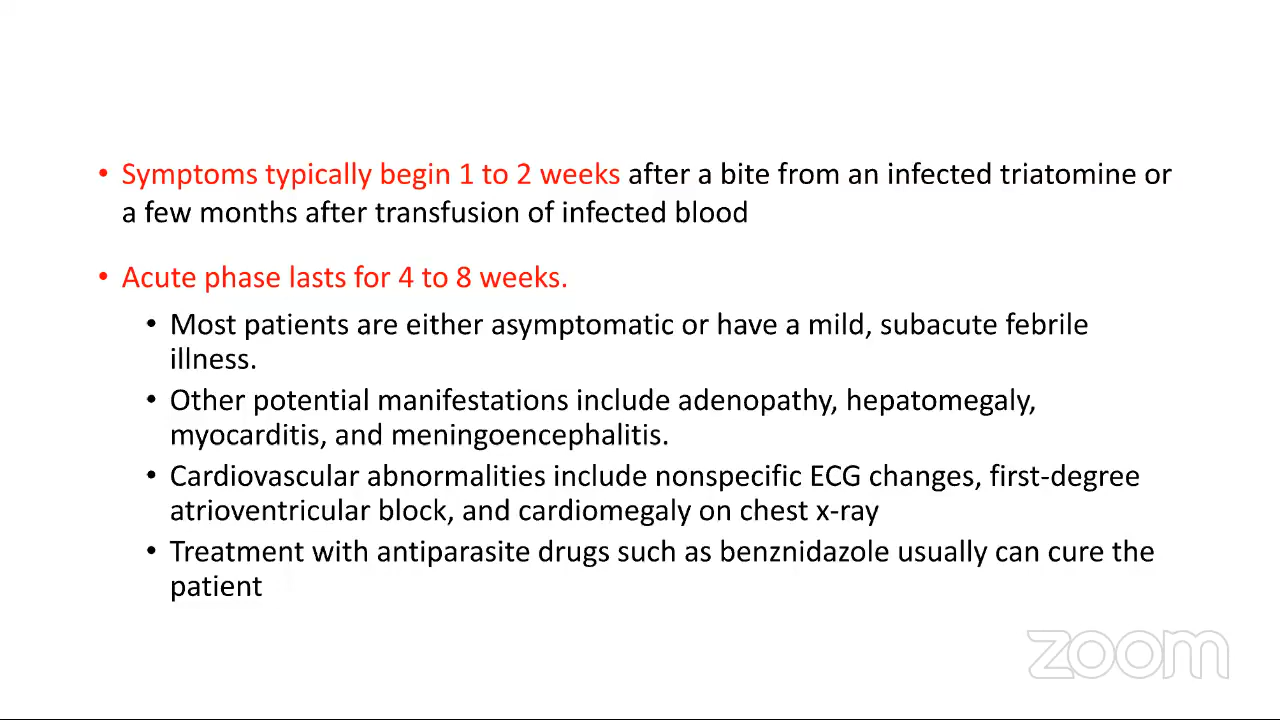 • Symptoms typically begin 1 to 2 weeks after a bite from an infected triatomine or
a few months after transfusion of infected blood
• Acute phase lasts for 4 to 8 weeks.
• Most patients are either asymptomatic or have a mild, subacute febrile
illness.
• Other potential manifestations include adenopathy, hepatomegaly,
myocarditis, and meningoencephalitis.
• Cardiovascular abnormalities include nonspecific ECG changes, first-degree
atrioventricular block, and cardiomegaly on chest x-ray
• Treatment with antiparasite drugs such as benznidazole usually can cure the
patient
zoom